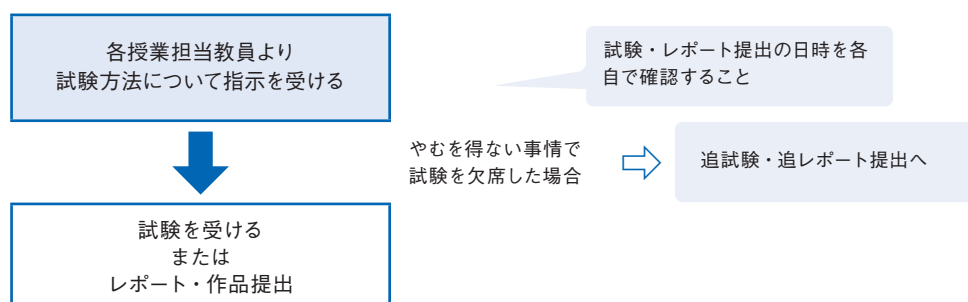 各授業担当教員より
試験方法について指示を受ける
試験・レポート提出の日時を各
自で確認すること
やむを得ない事情で
試験を欠席した場合
追試験・追レポート提出へ
試験を受ける
または
レポート・作品提出